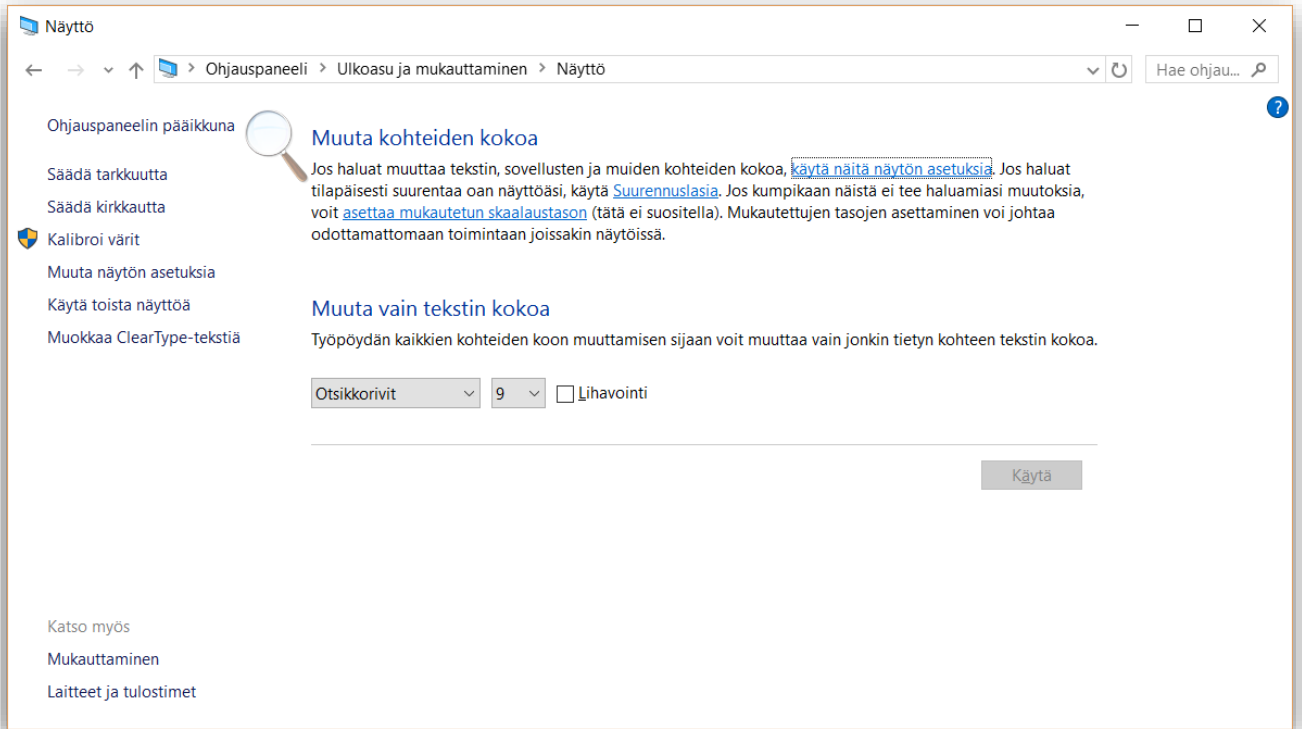 Näyttö
Ohjauspaneeli > Ulkoasu ja mukauttaminen > Näyttö
Hae ohjau...
?
Ohjauspaneelin pääikkuna
Säädä tarkkuutta
Säädä kirkkautta
Kalibroi värit
Muuta näytön asetuksia
Käytä toista näyttöä
Muokkaa ClearType-tekstiä
Muuta kohteiden kokoa
Jos haluat muuttaa tekstin, sovellusten ja muiden kohteiden kokoa, käytä näitä näytön asetuksia. Jos haluat
tilapäisesti suurentaa oan näyttöäsi, käytä Suurennuslasia. Jos kumpikaan näistä ei tee haluamiasi muutoksia,
voit asettaa mukautetun skaalaustason (tätä ei suositella). Mukautettujen tasojen asettaminen voi johtaa
odottamattomaan toimintaan joissakin näytöissä.
Muuta vain tekstin kokoa
Työpöydän kaikkien kohteiden koon muuttamisen sijaan voit muuttaa vain jonkin tietyn kohteen tekstin kokoa.
Otsikkorivit 9 Lihavointi
Käytä
Katso myös
Mukauttaminen
Laitteet ja tulostimet